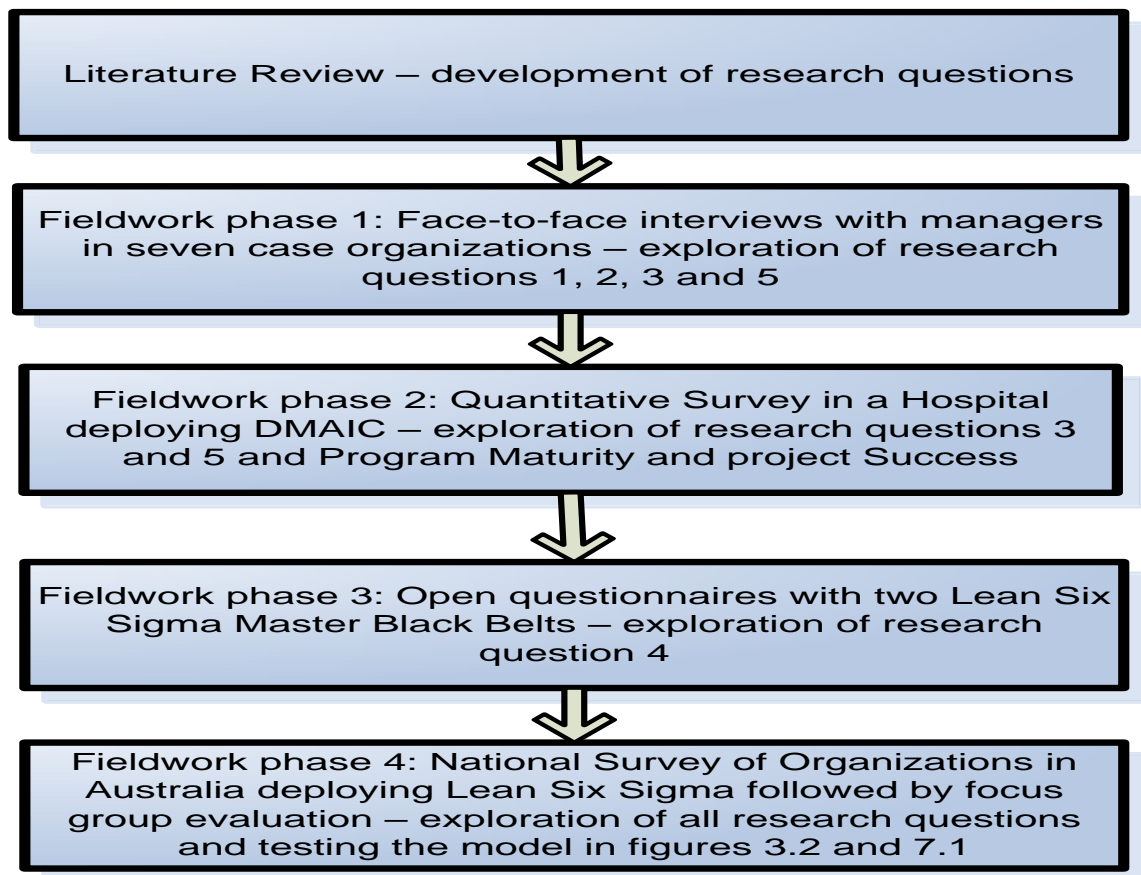 Literature Review – development of research questions
Fieldwork phase 1: Face-to-face interviews with managers
in seven case organizations – exploration of research
questions 1, 2, 3 and 5
Fieldwork phase 2: Quantitative Survey in a Hospital
deploying DMAIC – exploration of research questions 3
and 5 and Program Maturity and project Success
Fieldwork phase 3: Open questionnaires with two Lean Six
Sigma Master Black Belts – exploration of research
question 4
Fieldwork phase 4: National Survey of Organizations in
Australia deploying Lean Six Sigma followed by focus
group evaluation – exploration of all research questions
and testing the model in figures 3.2 and 7.1